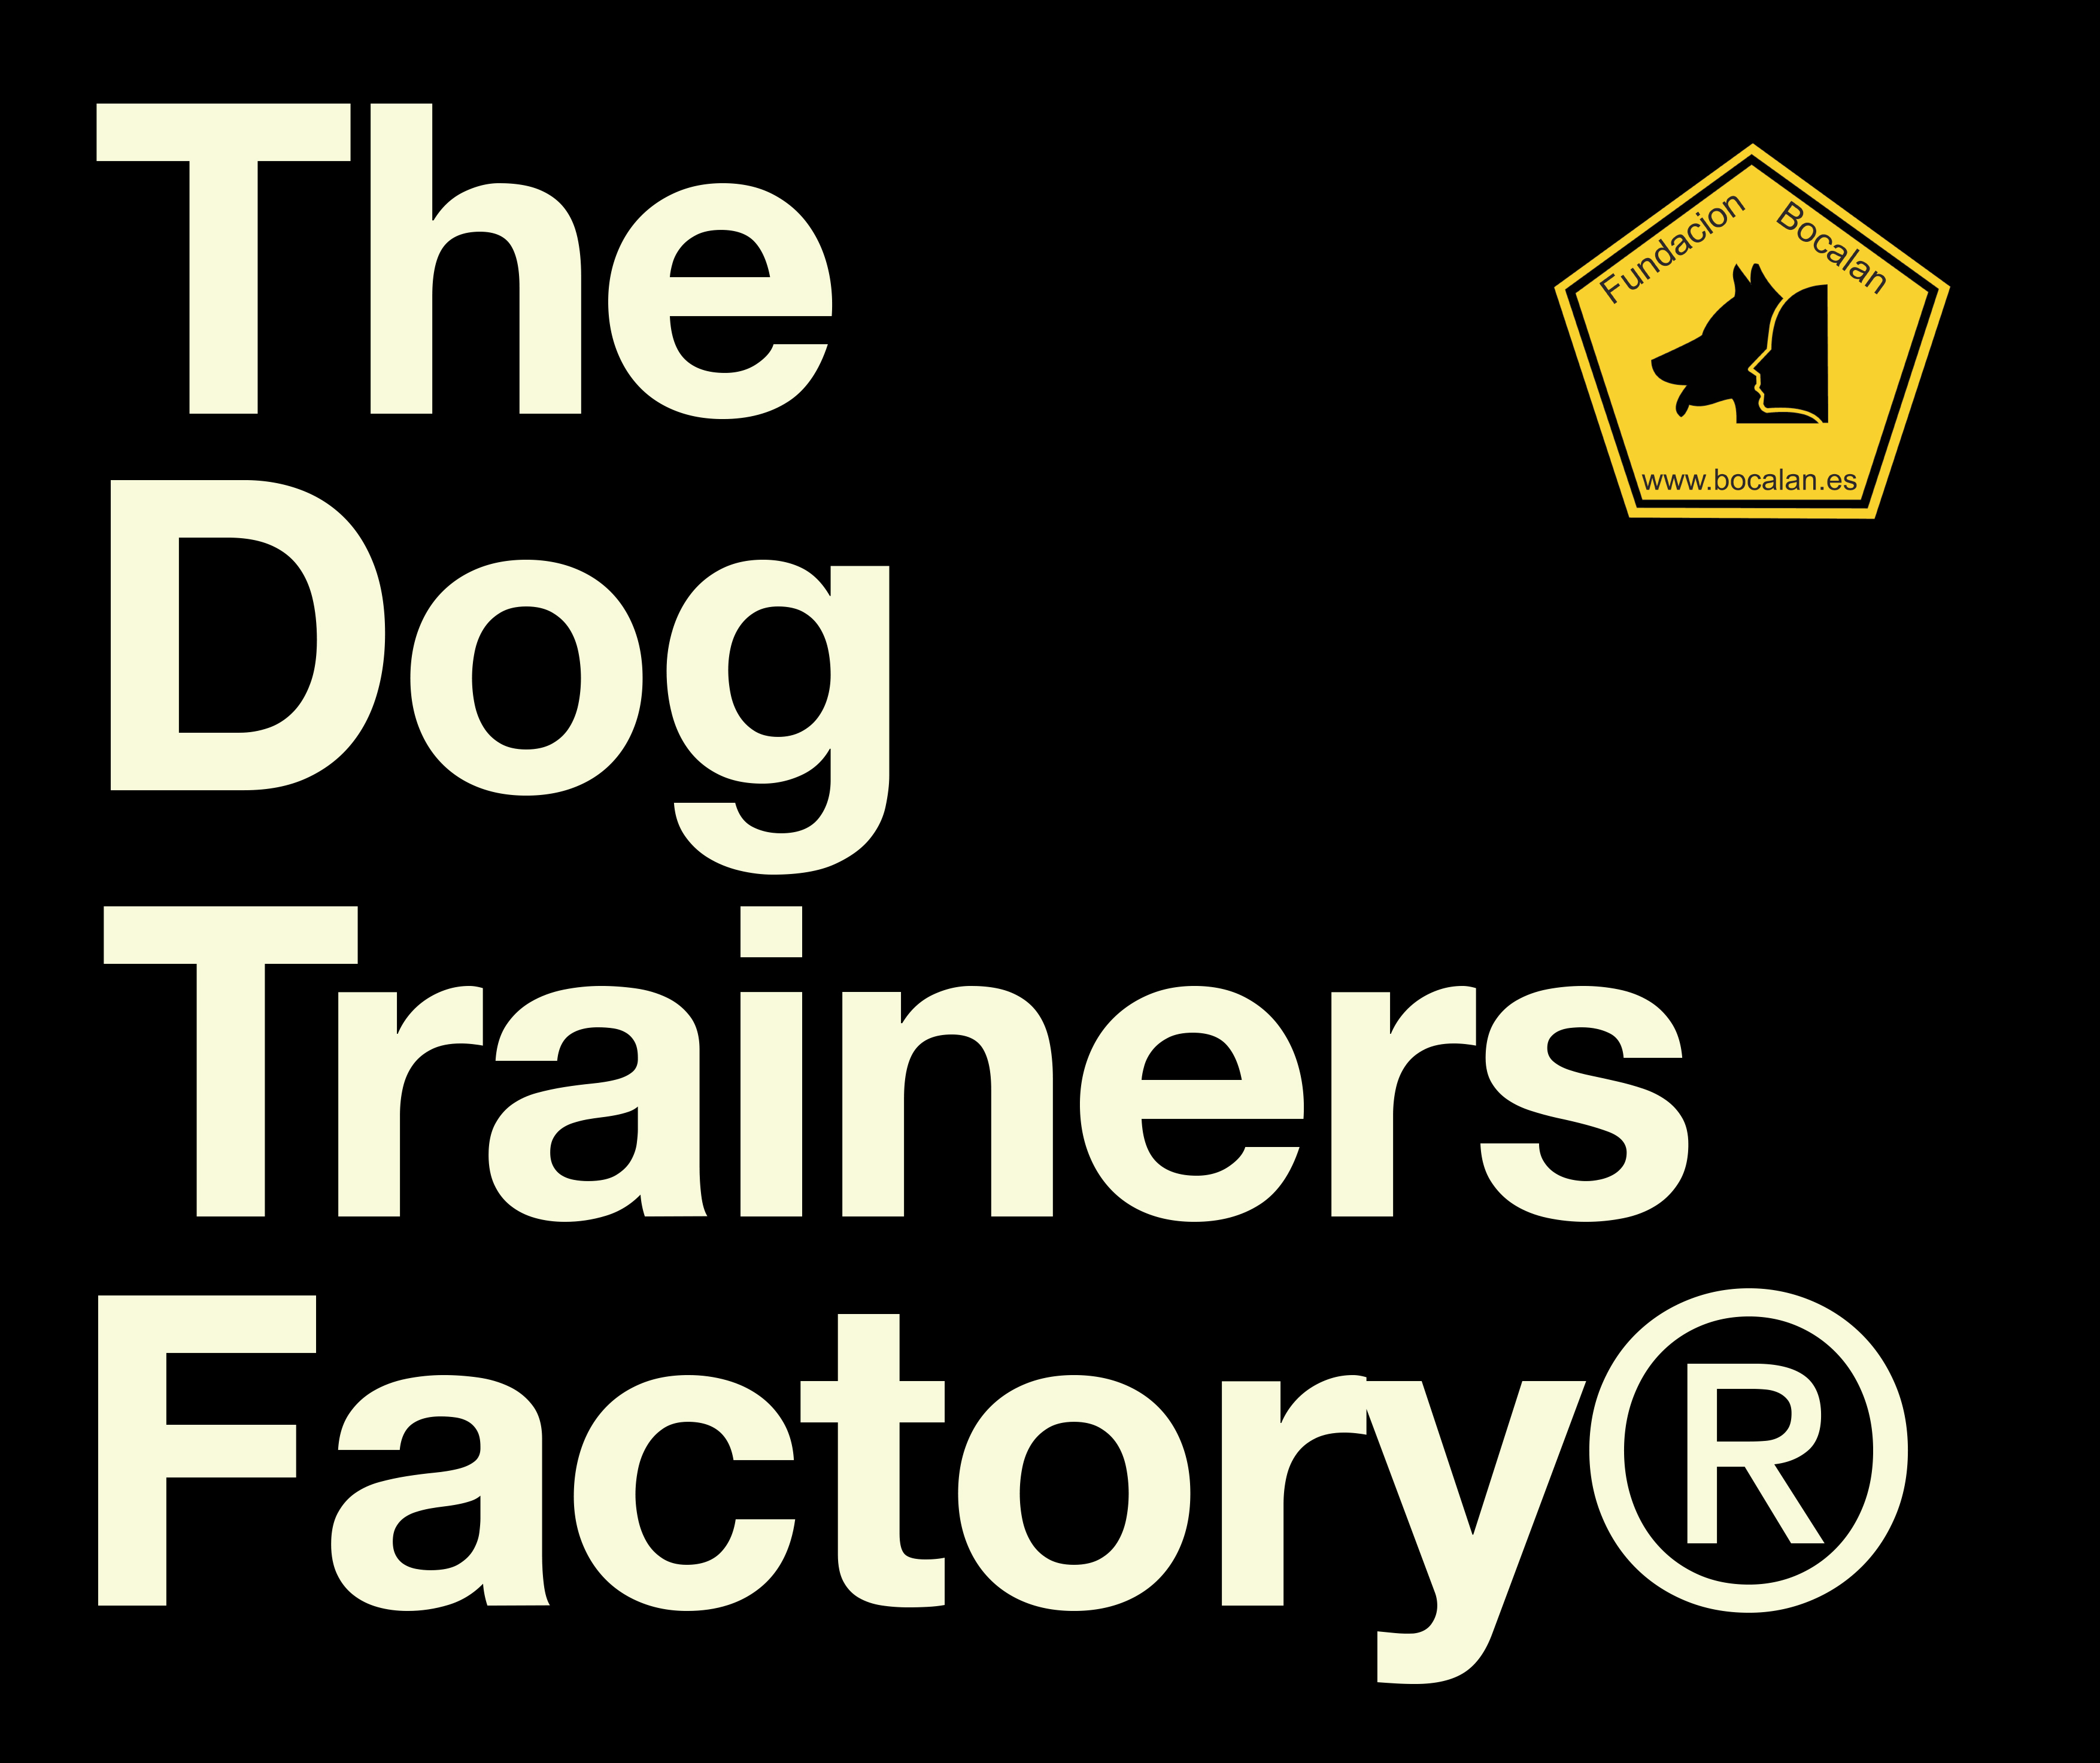 The
Dog
Trainers
Factory®
Fundacion Bocalan
www.bocalan.es